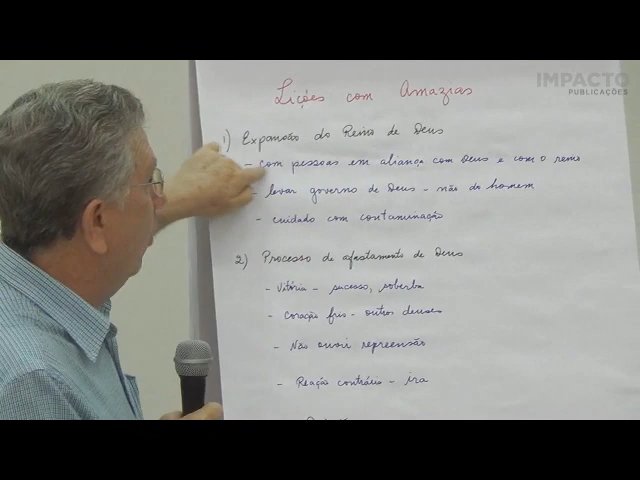 IMPACTO
PUBLICAÇÕES
Lições com Amazias
1) Expansão do Reino de Deus
- com pessoas em aliança com Deus e com o reino
- levar governo de Deus - não do homem
- cuidado com contaminação
2) Processo de afastamento de Deus
- Vitória - sucesso, soberba
- Coração frio - outros deuses
- Não ouvir repreensão
- Reação contrária - ira